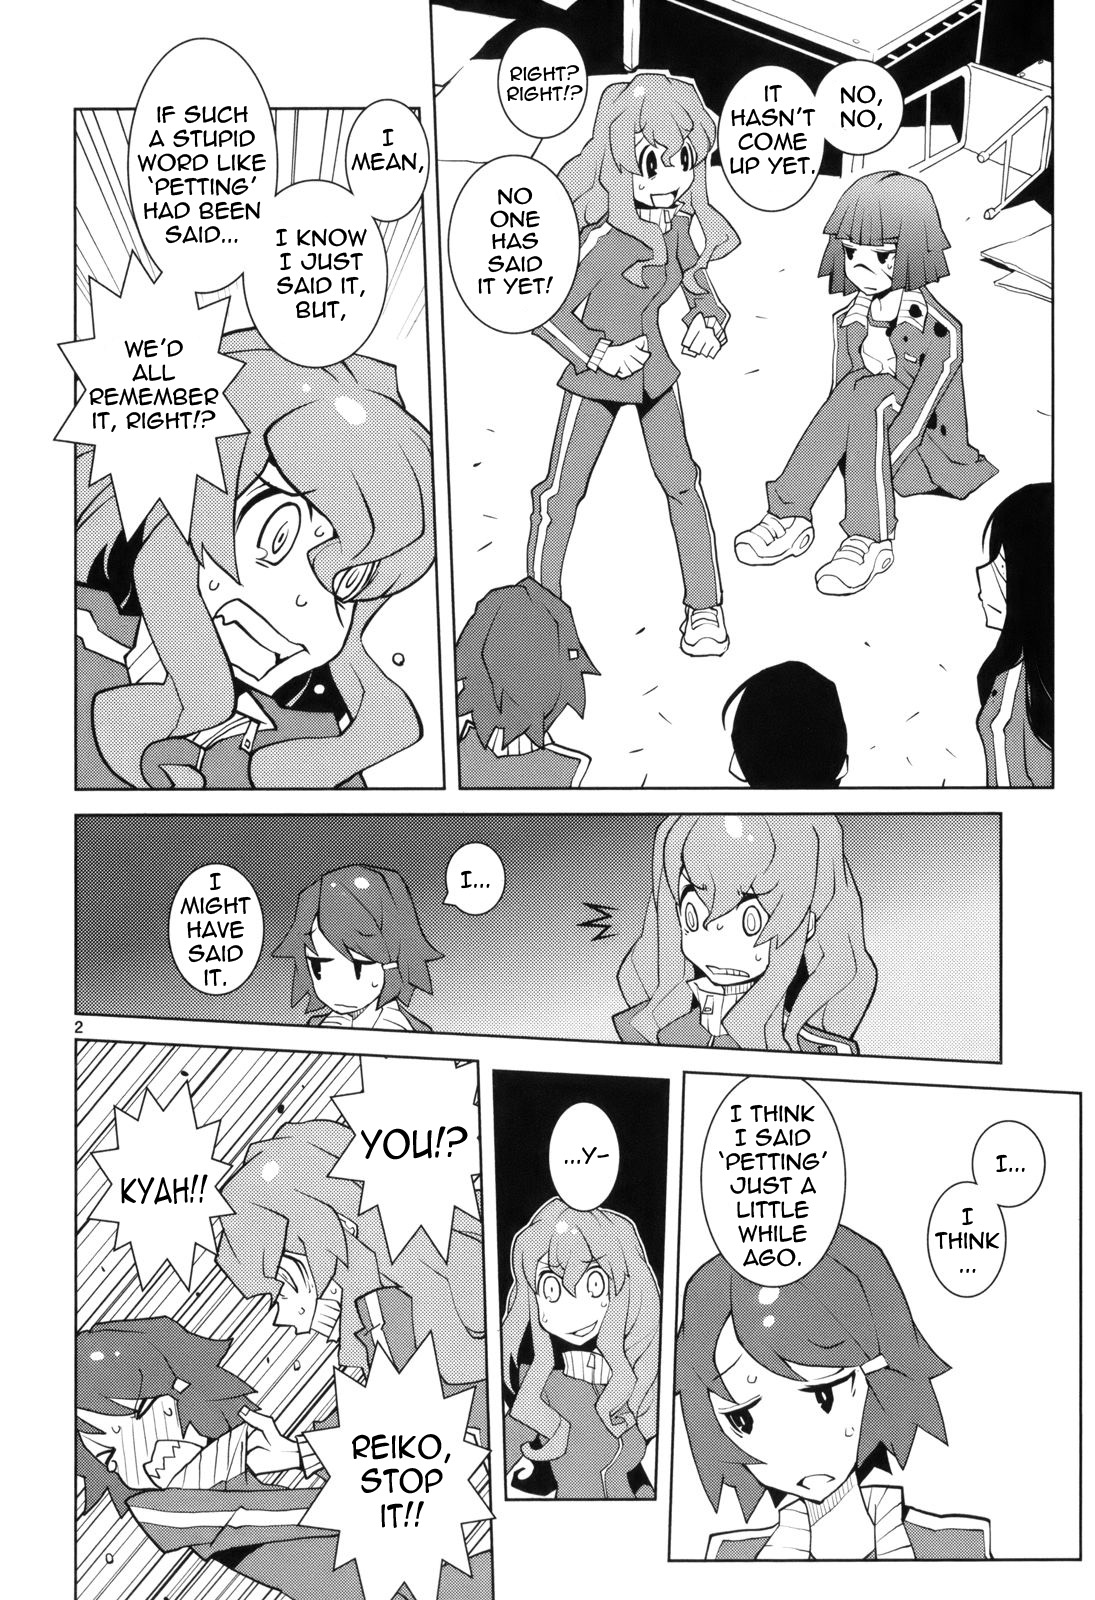 NO,
NO,
IT
HASN'T
COME
UP YET.
RIGHT?
RIGHT!?
NO
ONE
HAS
SAID
IT YET!
I
MEAN,
I KNOW
I JUST
SAID IT,
BUT,
IF SUCH
A STUPID
WORD LIKE
'PETTING'
HAD BEEN
SAID...
WE'D
ALL
REMEMBER
IT, RIGHT!?
I...
I
MIGHT
HAVE
SAID
IT.
2
I...
I
THINK
...
I THINK
I SAID
'PETTING'
JUST A
LITTLE
WHILE
AGO.
...Y-
YOU!?
KYAH!!
REIKO,
STOP
IT!!